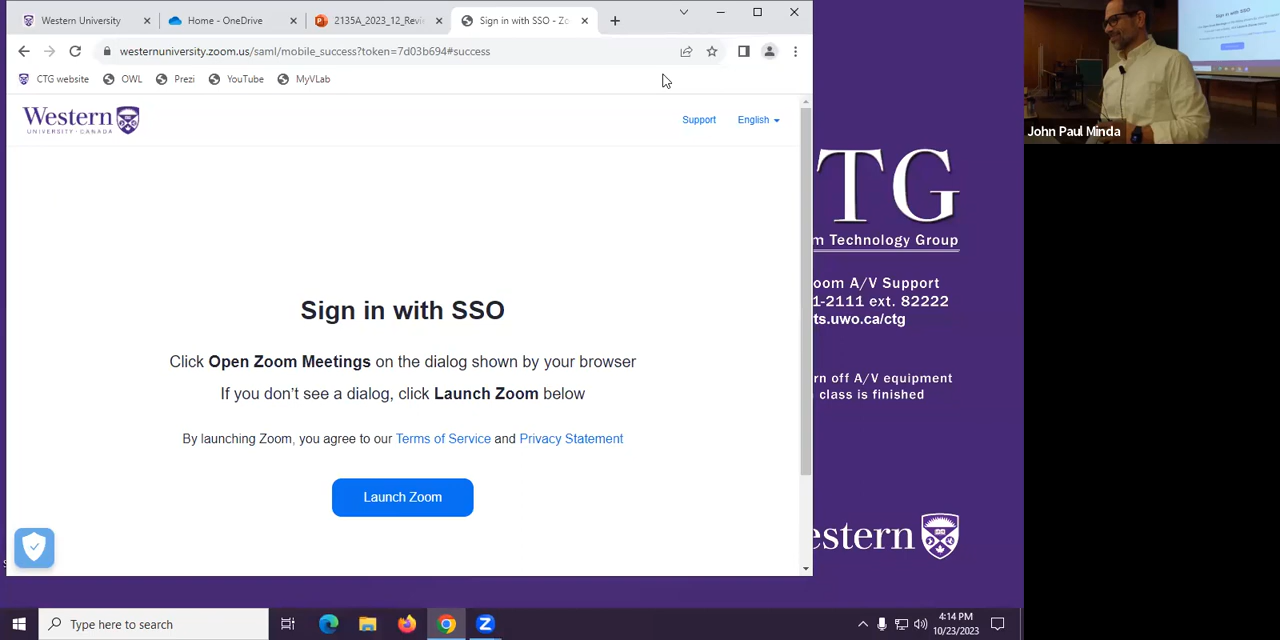 Western University
Home - OneDrive
2135A_2023_12_Revi
Sign in with SSO - Zo
westernuniversity.zoom.us/saml/mobile_success?token=7d03b694#success
CTG website
OWL
Prezi
YouTube
MyVLab
Western
UNIVERSITY · CANADA
Support
English
Sign in with SSO
Click Open Zoom Meetings on the dialog shown by your browser
If you don't see a dialog, click Launch Zoom below
By launching Zoom, you agree to our Terms of Service and Privacy Statement
Launch Zoom
TG
m Technology Group
oom A/V Support
1-2111 ext. 82222
ts.uwo.ca/ctg
rn off A/V equipment
class is finished
estern
Type here to search
4:14 PM
10/23/2023
Sign in with SSO
John Paul Minda